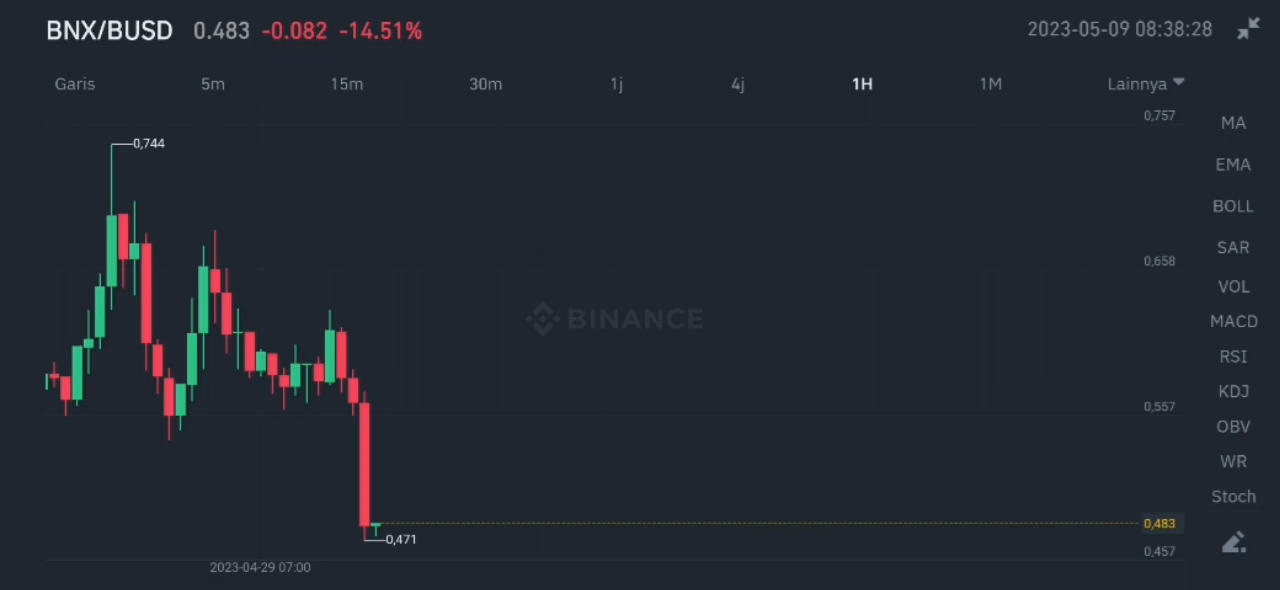 BNX/BUSD 0.483 -0.082 -14.51% 2023-05-09 08:38:28
Garis 5m 15m 30m 1j 4j 1H 1M Lainnya
0,757
0,744
0,658
0,557
0,483
0,471
0,457
2023-04-29 07:00
BINANCE
MA
EMA
BOLL
SAR
VOL
MACD
RSI
KDJ
OBV
WR
Stoch